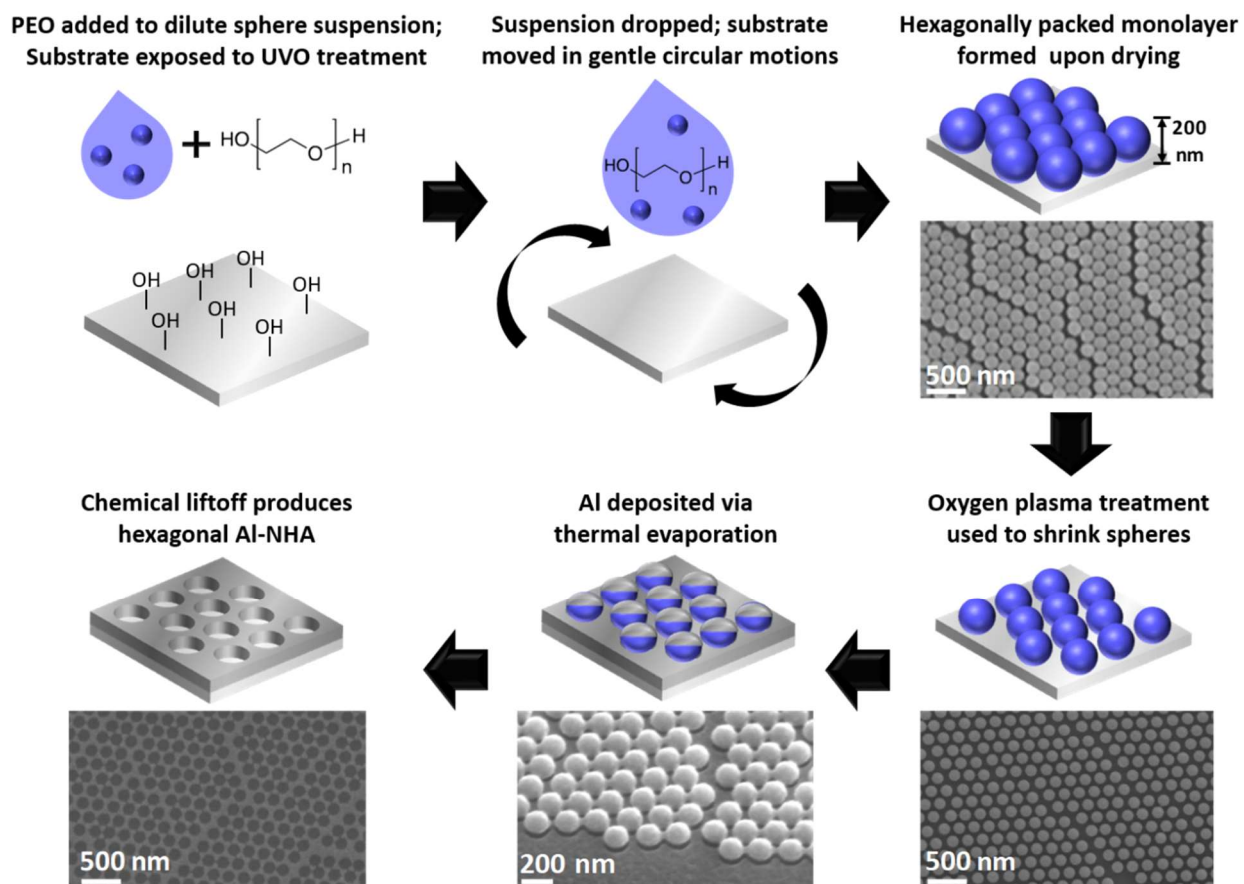 PEO added to dilute sphere suspension;
Substrate exposed to UVO treatment
+
HO
O
H
n
OH
OH
OH
OH
OH
OH
OH
Suspension dropped; substrate
moved in gentle circular motions
HO
O
H
n
Hexagonally packed monolayer
formed upon drying
200
nm
500 nm
Oxygen plasma treatment
used to shrink spheres
500 nm
Al deposited via
thermal evaporation
200 nm
Chemical liftoff produces
hexagonal Al-NHA
500 nm